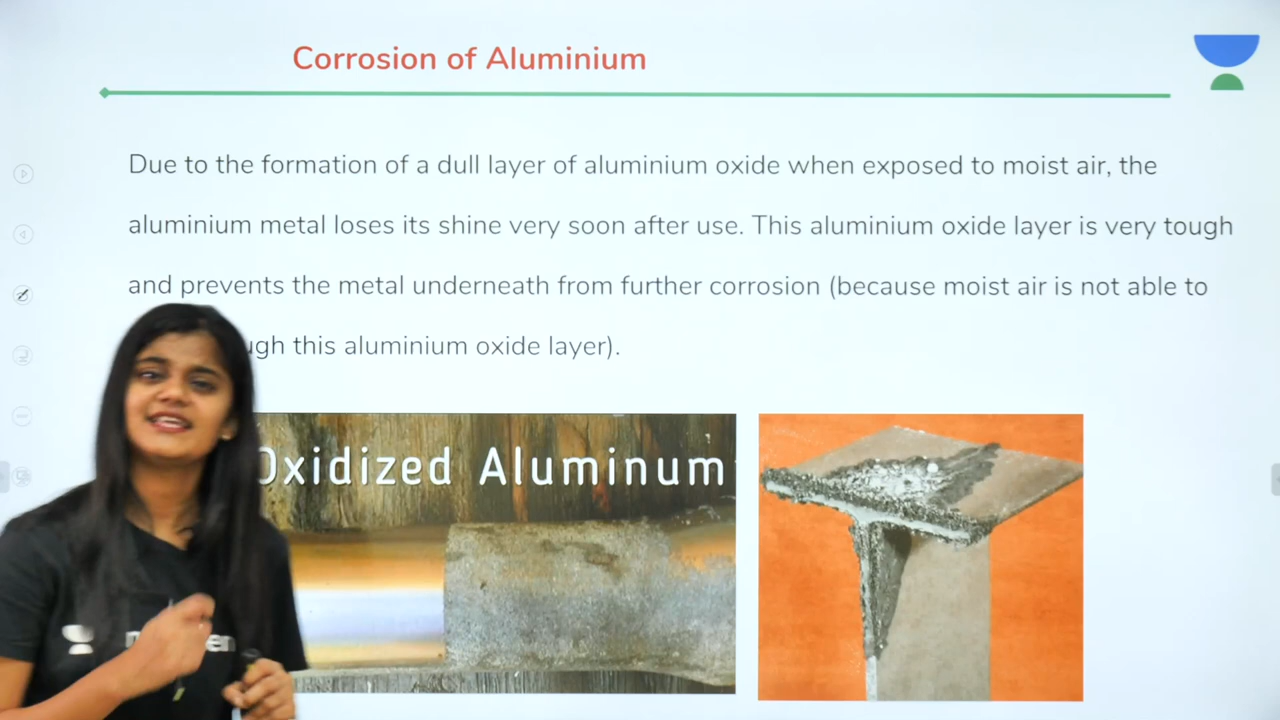 Corrosion of Aluminium
Due to the formation of a dull layer of aluminium oxide when exposed to moist air, the
aluminium metal loses its shine very soon after use. This aluminium oxide layer is very tough
and prevents the metal underneath from further corrosion (because moist air is not able to
this aluminium oxide layer).
Oxidized Aluminum